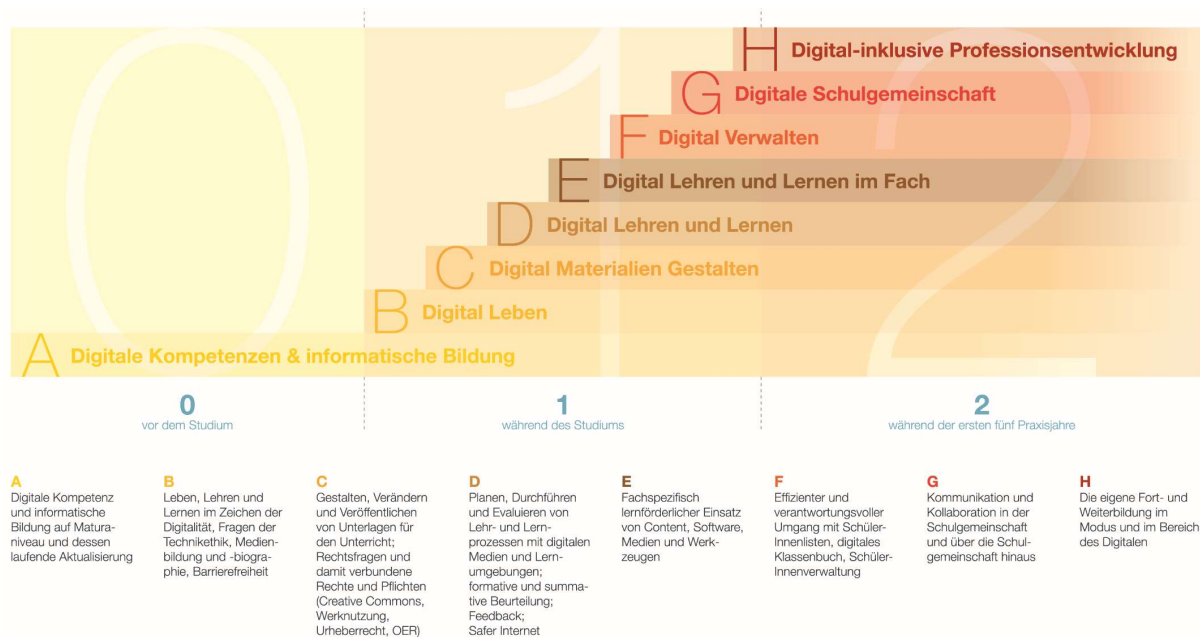 0 1 2
H Digital-inklusive Professionsentwicklung
G Digitale Schulgemeinschaft
F Digital Verwalten
E Digital Lehren und Lernen im Fach
D Digital Lehren und Lernen
C Digital Materialien Gestalten
B Digital Leben
A Digitale Kompetenzen & informatische Bildung
0
vor dem Studium
1
während des Studiums
2
während der ersten fünf Praxisjahre
A
Digitale Kompetenz
und informatische
Bildung auf Matura-
niveau und dessen
laufende Aktualisierung
B
Leben, Lehren und
Lernen im Zeichen der
Digitalität, Fragen der
Technikethik, Medien-
bildung und -biogra-
phie, Barrierefreiheit
C
Gestalten, Verändern
und Veröffentlichen
von Unterlagen für
den Unterricht;
Rechtsfragen und
damit verbundene
Rechte und Pflichten
(Creative Commons,
Werknutzung,
Urheberrecht, OER)
D
Planen, Durchführen
und Evaluieren von
Lehr- und Lern-
prozessen mit digitalen
Medien und Lern-
umgebungen;
formative und summa-
tive Beurteilung;
Feedback;
Safer Internet
E
Fachspezifisch
lernförderlicher Einsatz
von Content, Software,
Medien und Werk-
zeugen
F
Effizienter und
verantwortungsvoller
Umgang mit Schüler-
Innenlisten, digitales
Klassenbuch, Schüler-
Innenverwaltung
G
Kommunikation und
Kollaboration in der
Schulgemeinschaft
und über die Schul-
gemeinschaft hinaus
H
Die eigene Fort- und
Weiterbildung im
Modus und im Bereich
des Digitalen